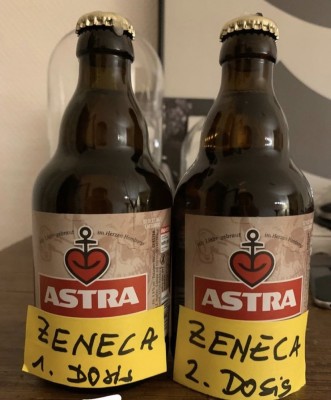 ASTRA
ZENECA
1. Dosis
ASTRA
ZENECA
2. Dosis